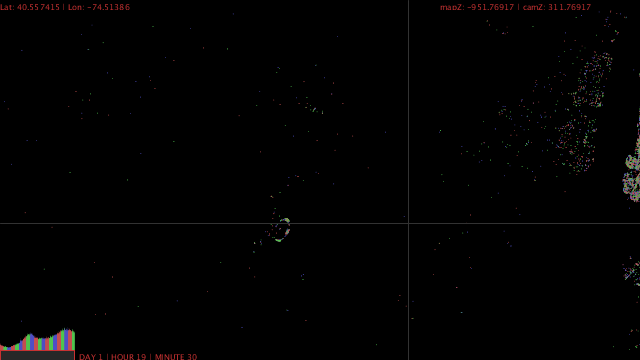 Lat: 40.557415 | Lon: -74.51386
mapZ: -951.76917 | camZ: 311.76917
DAY 1 | HOUR 19 | MINUTE 30